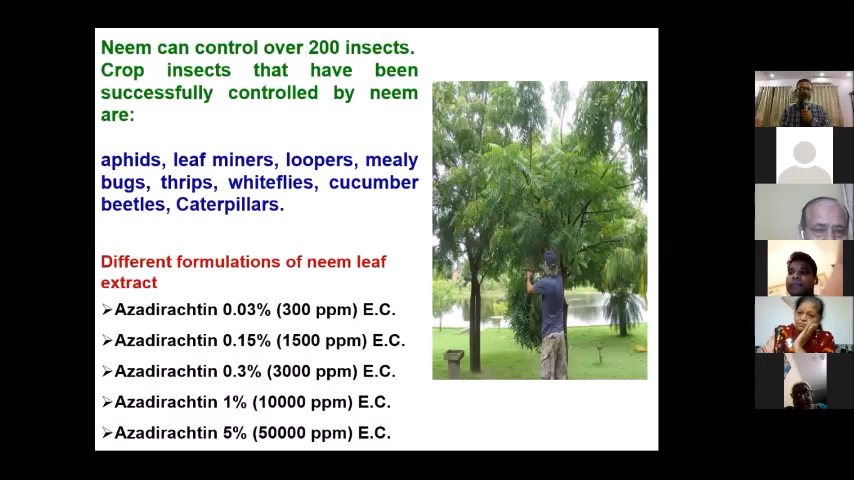 Neem can control over 200 insects.
Crop insects that have been
successfully controlled by neem
are:
aphids, leaf miners, loopers, mealy
bugs, thrips, whiteflies, cucumber
beetles, Caterpillars.
Different formulations of neem leaf
extract
➢Azadirachtin 0.03% (300 ppm) E.C.
➢Azadirachtin 0.15% (1500 ppm) E.C.
➢Azadirachtin 0.3% (3000 ppm) E.C.
➢Azadirachtin 1% (10000 ppm) E.C.
➢Azadirachtin 5% (50000 ppm) E.C.